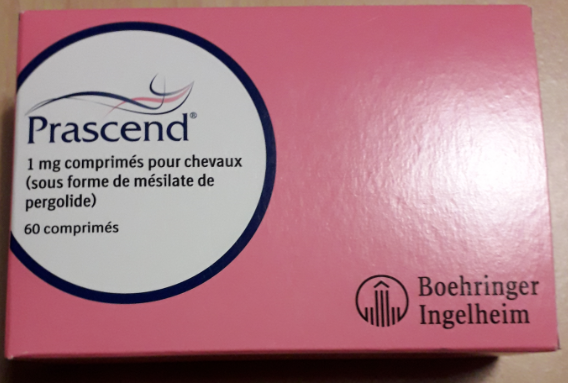 Prascend®
1 mg comprimés pour chevaux
(sous forme de mésilate de
pergolide)
60 comprimés
Boehringer
Ingelheim